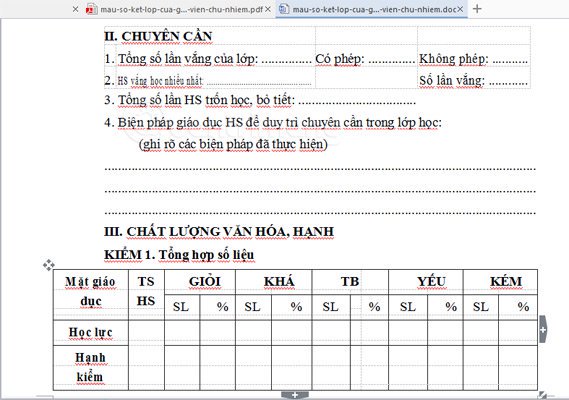 mau-so-ket-lop-cua-g...-vien-chu-nhiem.pdf × mau-so-ket-lop-cua-g...-vien-chu-nhiem.doc ×
II. CHUYÊN CẦN
1. Tổng số lần vắng của lớp: .............. Có phép: ............. Không phép: ...........
2. HS vắng học nhiều nhất: ................................... Số lần vắng: ...........
3. Tổng số lần HS trốn học, bỏ tiết: .................................
4. Biện pháp giáo dục HS để duy trì chuyên cần trong lớp học:
(ghi rõ các biện pháp đã thực hiện)
........................................................................................................................
........................................................................................................................
........................................................................................................................
III. CHẤT LƯỢNG VĂN HÓA, HẠNH
KIỂM 1. Tổng hợp số liệu
Mặt giáo dục TS HS GIỎI KHÁ TB YẾU KÉM
SL % SL % SL % SL % SL %
Học lực
Hạnh
kiểm